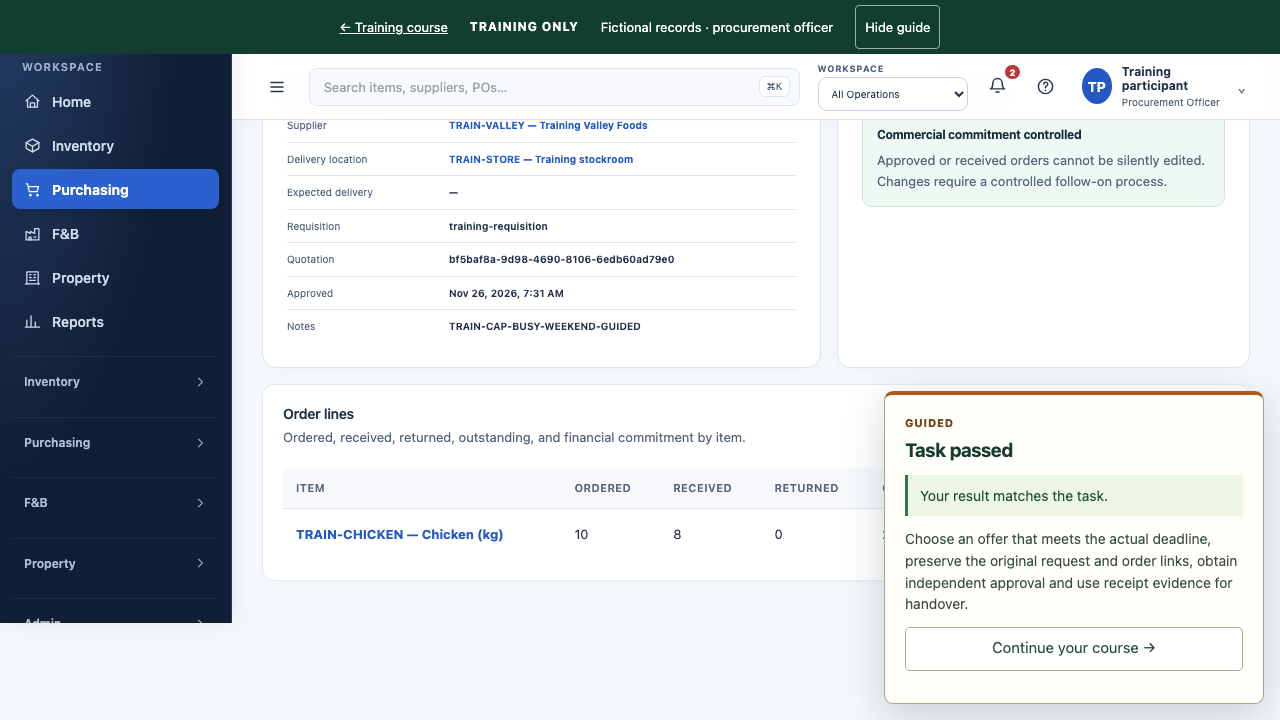 ← Training course
TRAINING ONLY
Fictional records · procurement officer
Hide guide
WORKSPACE
Home
Inventory
Purchasing
F&B
Property
Reports
Inventory
Purchasing
F&B
Property
Admin
Search items, suppliers, POs...
⌘K
WORKSPACE
All Operations
2
TP
Training participant
Procurement Officer
Supplier
TRAIN-VALLEY — Training Valley Foods
Delivery location
TRAIN-STORE — Training stockroom
Expected delivery
—
Requisition
training-requisition
Quotation
bf5baf8a-9d98-4690-8106-6edb60ad79e0
Approved
Nov 26, 2026, 7:31 AM
Notes
TRAIN-CAP-BUSY-WEEKEND-GUIDED
Commercial commitment controlled
Approved or received orders cannot be silently edited.
Changes require a controlled follow-on process.
Order lines
Ordered, received, returned, outstanding, and financial commitment by item.
ITEM ORDERED RECEIVED RETURNED
TRAIN-CHICKEN — Chicken (kg) 10 8 0
GUIDED
Task passed
Your result matches the task.
Choose an offer that meets the actual deadline,
preserve the original request and order links, obtain
independent approval and use receipt evidence for
handover.
Continue your course →